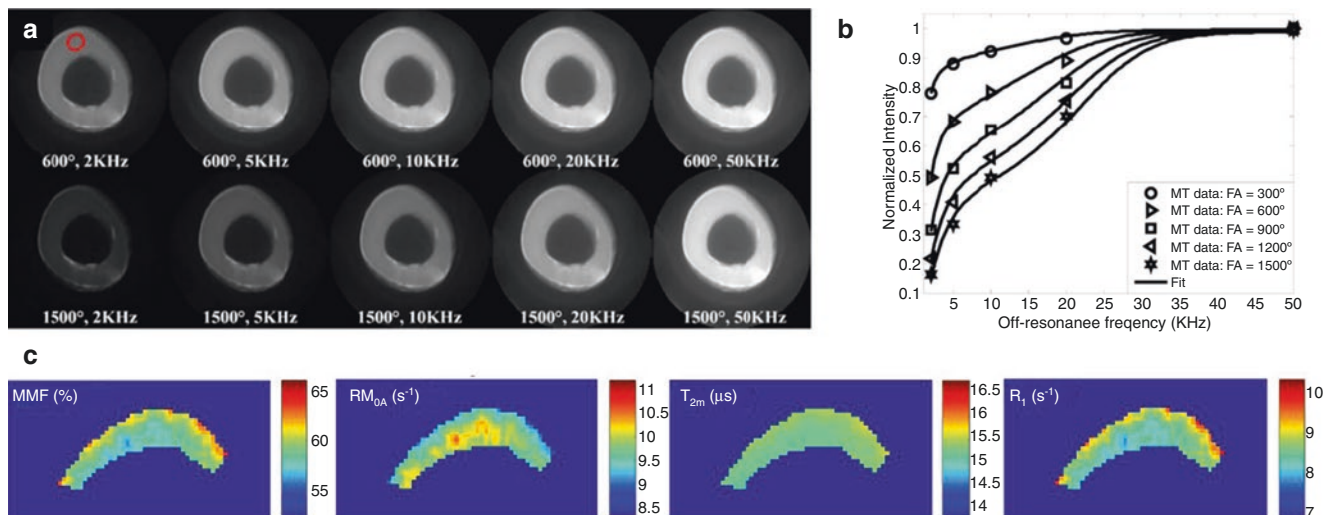 a
600°, 2KHz 600°, 5KHz 600°, 10KHz 600°, 20KHz 600°, 50KHz
1500°, 2KHz 1500°, 5KHz 1500°, 10KHz 1500°, 20KHz 1500°, 50KHz
b
Normalized Intensity
1
0.9
0.8
0.7
0.6
0.5
0.4
0.3
0.2
0.1
5 10 15 20 25 30 35 40 45 50
Off-resonanee freqency (KHz)
MT data: FA = 300°
MT data: FA = 600°
MT data: FA = 900°
MT data: FA = 1200°
MT data: FA = 1500°
Fit
c
MMF (%)
65
60
55
RM0A (s-1)
11
10.5
10
9.5
9
8.5
T2m (μs)
16.5
16
15.5
15
14.5
14
R1 (s-1)
10
9
8
7